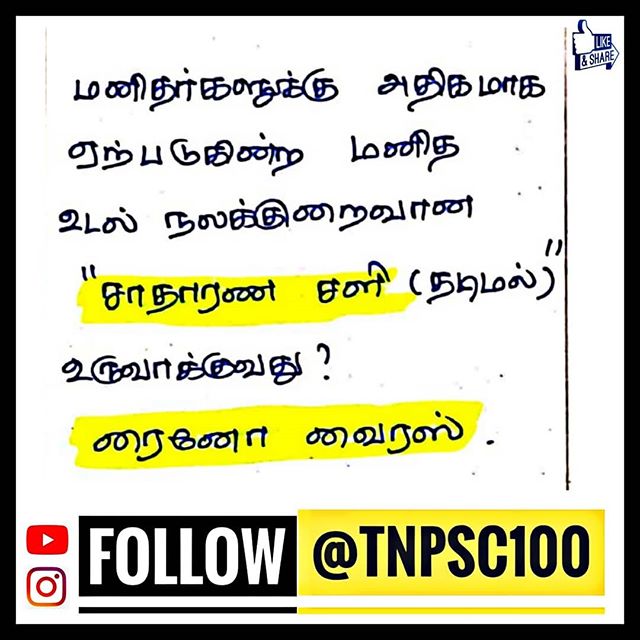 LIKE
& SHARE
மனிதர்களுக்கு அதிகமாக
ஏற்படுகின்ற மனித
உடல் நலக்குறைவான
"சாதாரண சளி (தடுமல்)"
உருவாக்குவது?
ரைனோ வைரஸ்.
FOLLOW @TNPSC100